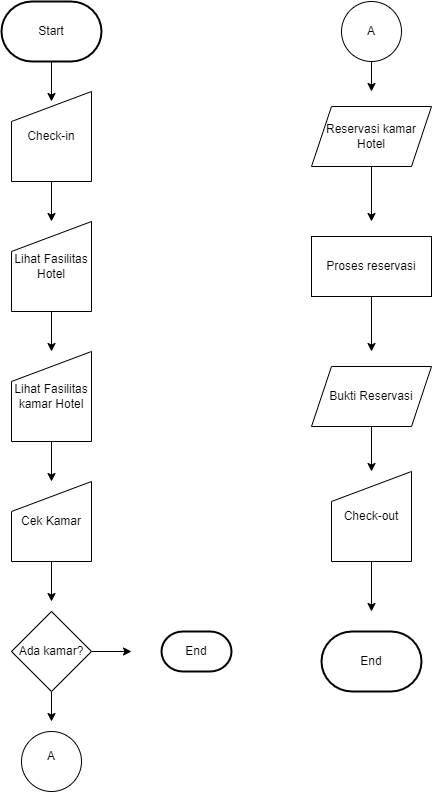 Start
Check-in
Lihat Fasilitas
Hotel
Lihat Fasilitas
kamar Hotel
Cek Kamar
Ada kamar?
End
A
A
Reservasi kamar
Hotel
Proses reservasi
Bukti Reservasi
Check-out
End